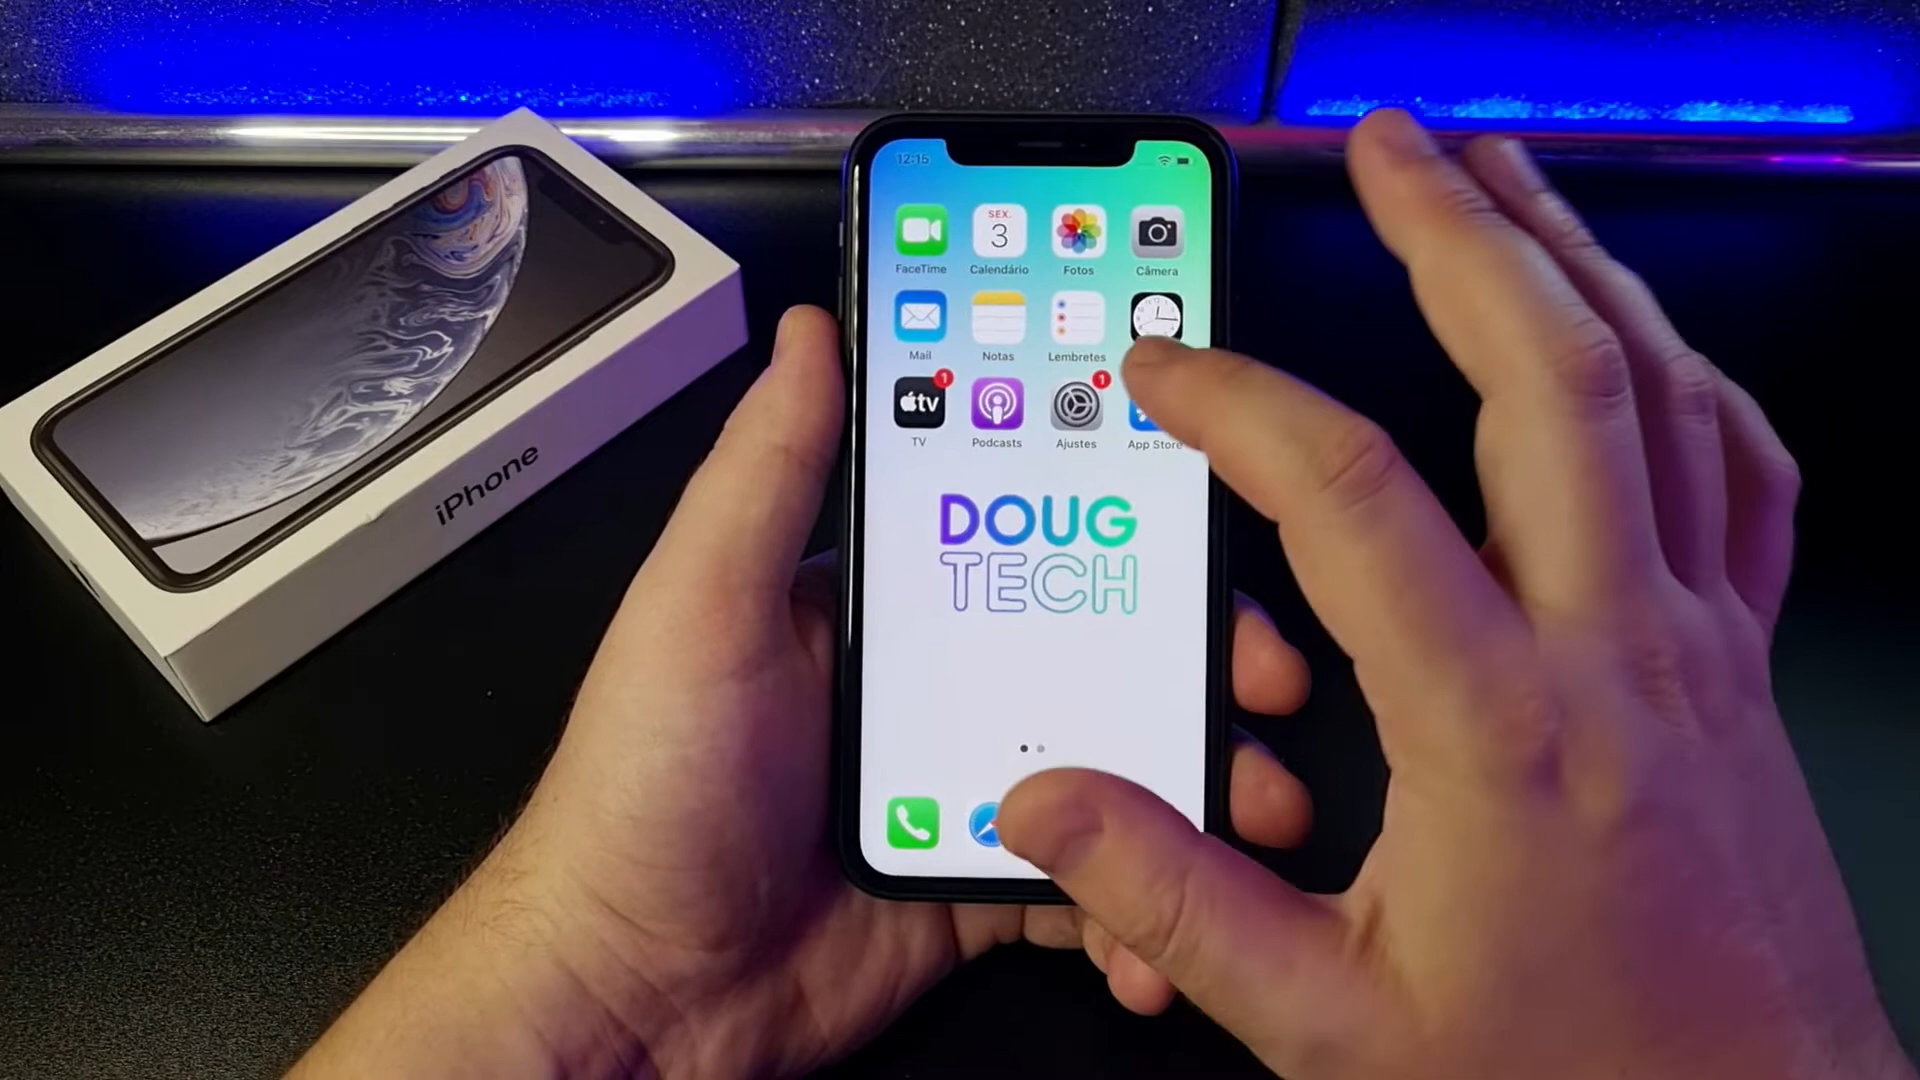 12:15
SEX.
3
FaceTime
Calendário
Fotos
Câmera
Mail
Notas
Lembretes
1
tv
1
TV
Podcasts
Ajustes
App Store
DOUG
TECH
iPhone